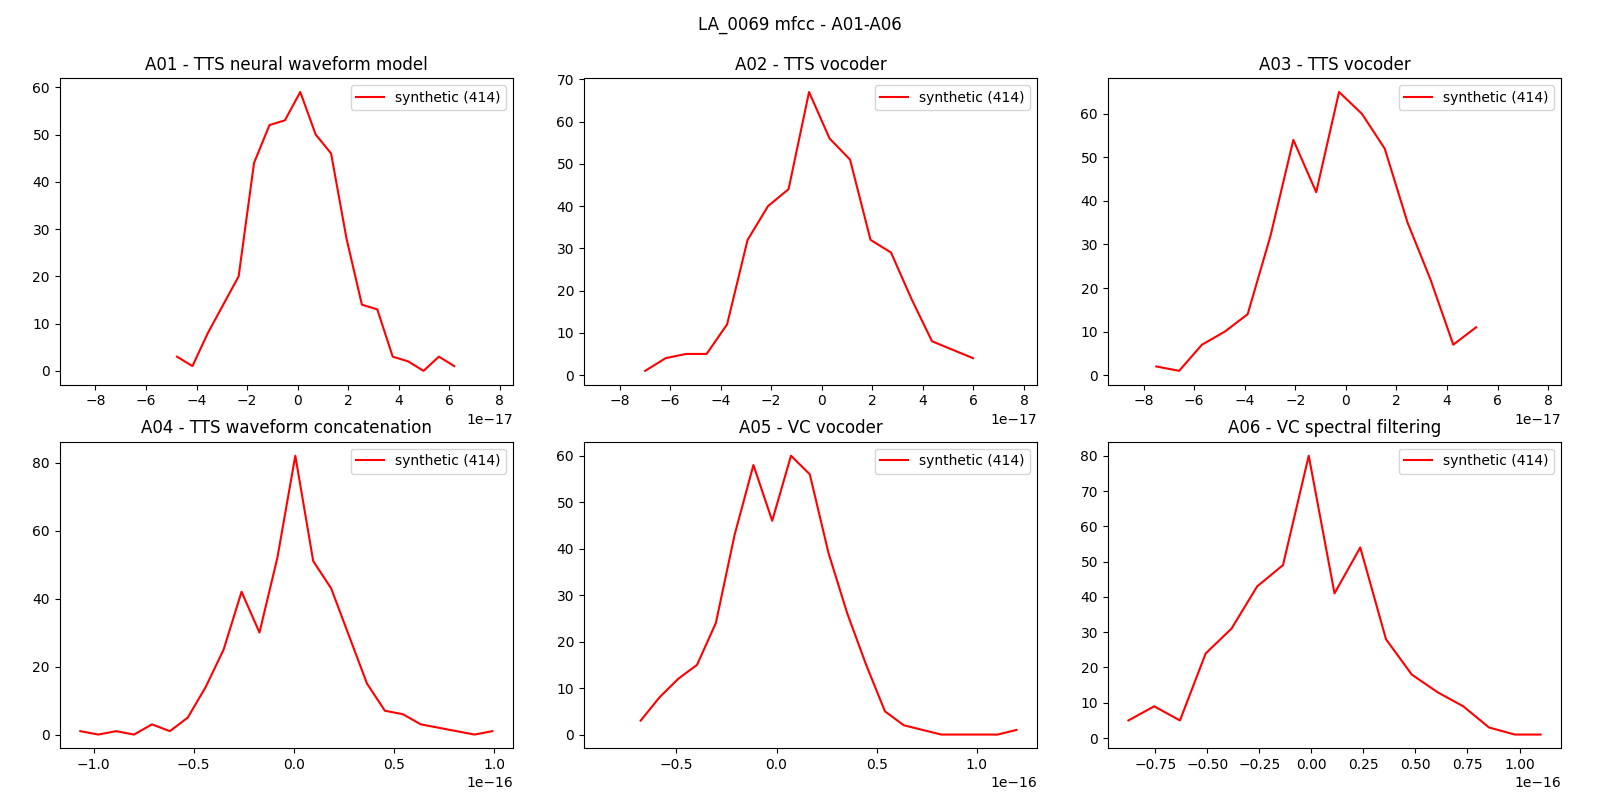 LA_0069 mfcc - A01-A06
A01 - TTS neural waveform model
synthetic (414)
60
50
40
30
20
10
0
−8 −6 −4 −2 0 2 4 6 8
1e−17
A02 - TTS vocoder
synthetic (414)
70
60
50
40
30
20
10
0
−8 −6 −4 −2 0 2 4 6 8
1e−17
A03 - TTS vocoder
synthetic (414)
60
50
40
30
20
10
0
−8 −6 −4 −2 0 2 4 6 8
1e−17
A04 - TTS waveform concatenation
synthetic (414)
80
60
40
20
0
−1.0 −0.5 0.0 0.5 1.0
1e−16
A05 - VC vocoder
synthetic (414)
60
50
40
30
20
10
0
−0.5 0.0 0.5 1.0
1e−16
A06 - VC spectral filtering
synthetic (414)
80
70
60
50
40
30
20
10
0
−0.75 −0.50 −0.25 0.00 0.25 0.50 0.75 1.00
1e−16